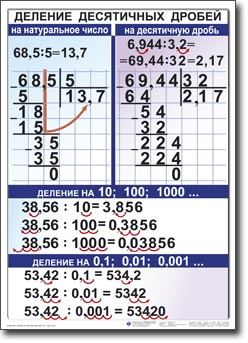 ДЕЛЕНИЕ ДЕСЯТИЧНЫХ ДРОБЕЙ
на натуральное число
68,5:5=13,7
68,5 5
5 13,7
18
15
35
35
0
на десятичную дробь
6,944:3,2=
=69,44:32=2,17
69,44 32
64 2,17
54
32
224
224
0
ДЕЛЕНИЕ НА 10; 100; 1000 ...
38,56 : 10= 3,856
38,56 : 100= 0,3856
38,56 : 1000= 0,03856
ДЕЛЕНИЕ НА 0,1; 0,01; 0,001 ...
53,42 : 0,1 = 534,2
53,42 : 0,01 = 5342
53,42 : 0,001 = 53420